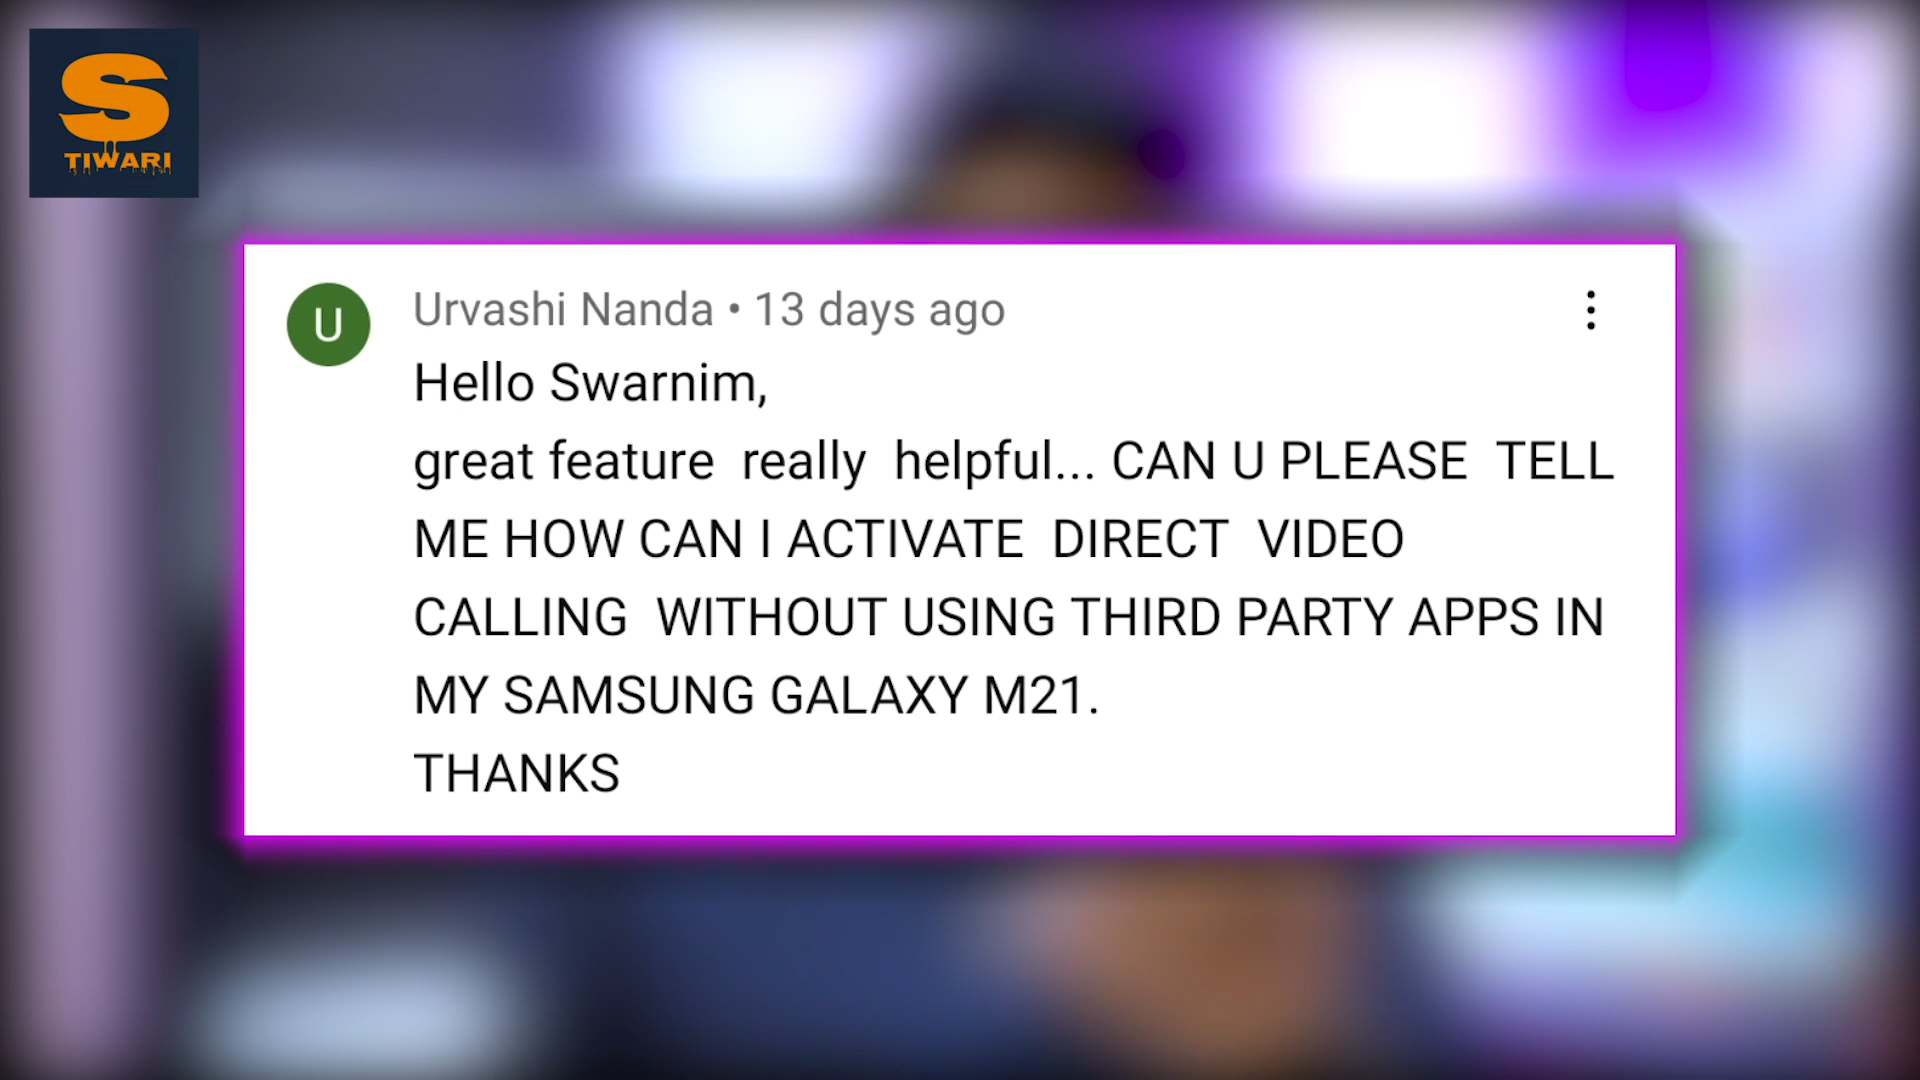 S
TIWARI
U
Urvashi Nanda • 13 days ago
Hello Swarnim,
great feature  really  helpful... CAN U PLEASE  TELL
ME HOW CAN I ACTIVATE  DIRECT  VIDEO
CALLING  WITHOUT USING THIRD PARTY APPS IN
MY SAMSUNG GALAXY M21.
THANKS